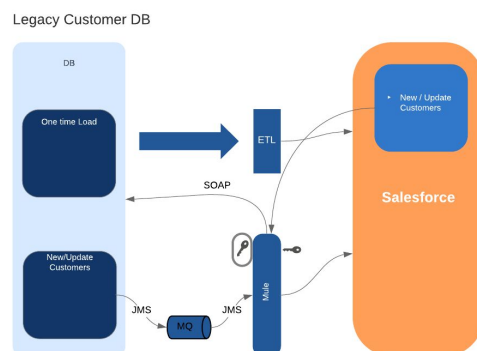 Legacy Customer DB
DB
One time Load
ETL
• New / Update
Customers
SOAP
Salesforce
New/Update
Customers
Mule
JMS
MQ
JMS